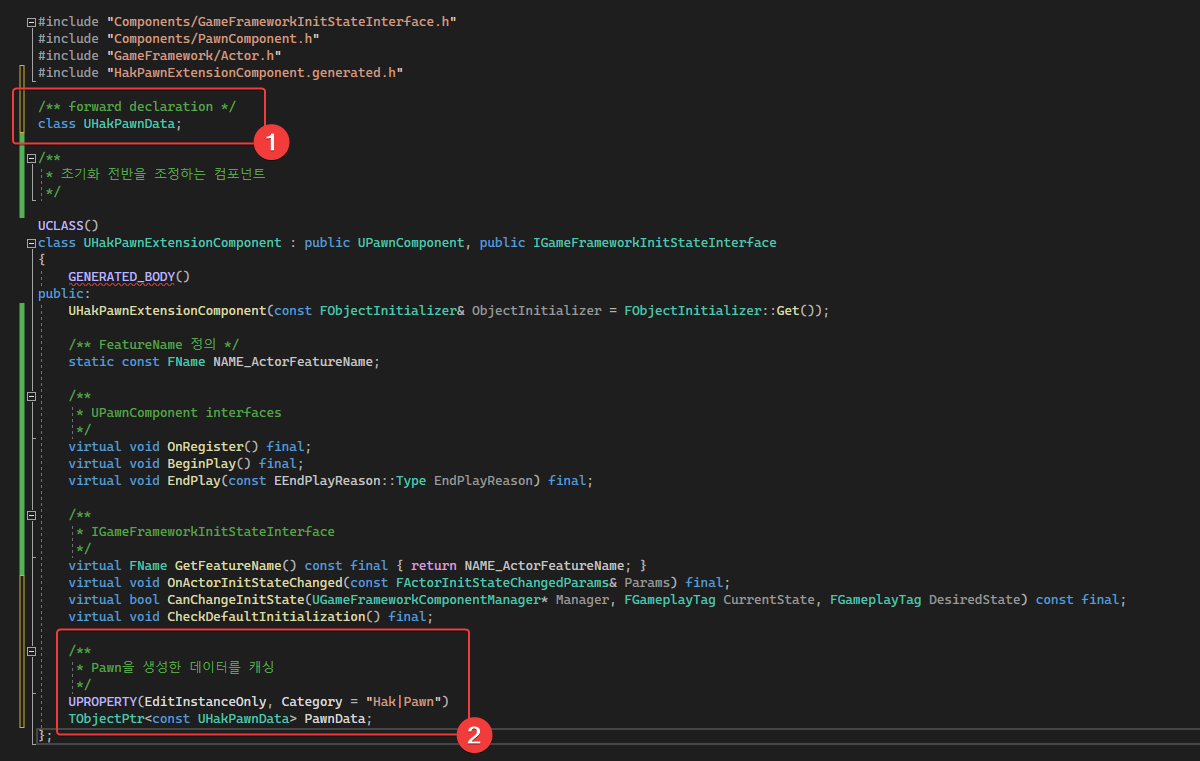 #include "Components/GameFrameworkInitStateInterface.h"
#include "Components/PawnComponent.h"
#include "GameFramework/Actor.h"
#include "HakPawnExtensionComponent.generated.h"
/** forward declaration */
class UHakPawnData;
1
/**
* 초기화 전반을 조정하는 컴포넌트
*/
UCLASS()
class UHakPawnExtensionComponent : public UPawnComponent, public IGameFrameworkInitStateInterface
{
GENERATED_BODY()
public:
UHakPawnExtensionComponent(const FObjectInitializer& ObjectInitializer = FObjectInitializer::Get());
/** FeatureName 정의 */
static const FName NAME_ActorFeatureName;
/**
* UPawnComponent interfaces
*/
virtual void OnRegister() final;
virtual void BeginPlay() final;
virtual void EndPlay(const EEndPlayReason::Type EndPlayReason) final;
/**
* IGameFrameworkInitStateInterface
*/
virtual FName GetFeatureName() const final { return NAME_ActorFeatureName; }
virtual void OnActorInitStateChanged(const FActorInitStateChangedParams& Params) final;
virtual bool CanChangeInitState(UGameFrameworkComponentManager* Manager, FGameplayTag CurrentState, FGameplayTag DesiredState) const final;
virtual void CheckDefaultInitialization() final;
/**
* Pawn을 생성한 데이터를 캐싱
*/
UPROPERTY(EditInstanceOnly, Category = "Hak|Pawn")
TObjectPtr<const UHakPawnData> PawnData;
2
};